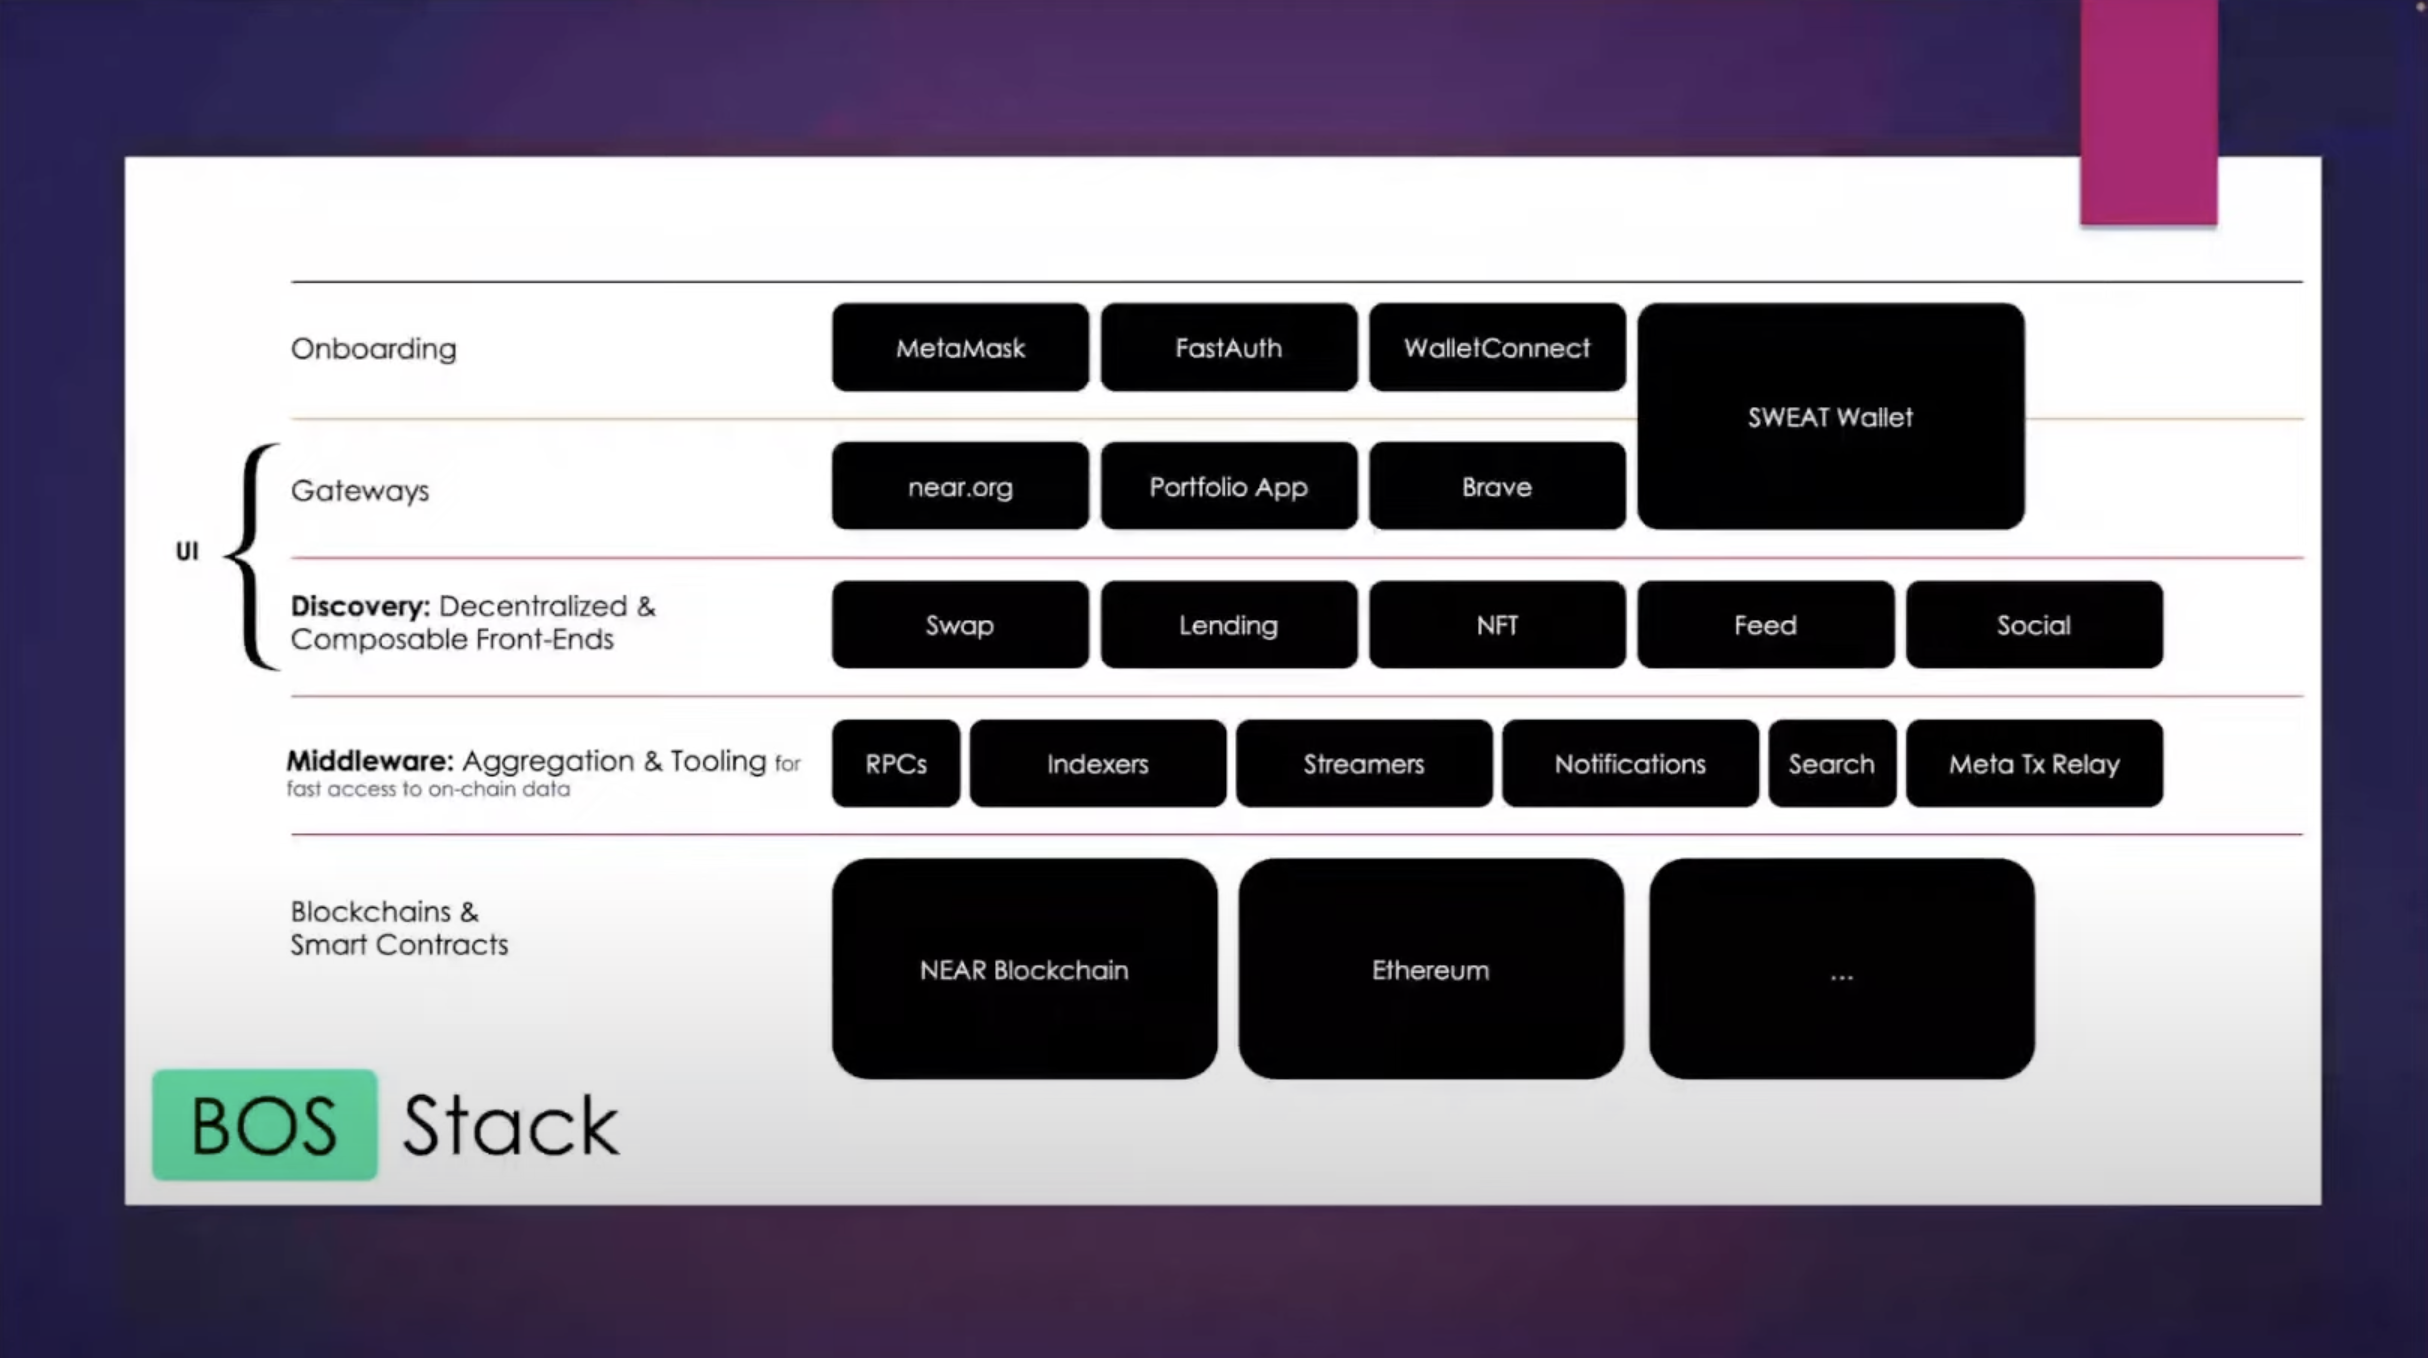 Onboarding
MetaMask
FastAuth
WalletConnect
SWEAT Wallet
UI
Gateways
near.org
Portfolio App
Brave
Discovery: Decentralized &
Composable Front-Ends
Swap
Lending
NFT
Feed
Social
Middleware: Aggregation & Tooling for
fast access to on-chain data
RPCs
Indexers
Streamers
Notifications
Search
Meta Tx Relay
Blockchains &
Smart Contracts
NEAR Blockchain
Ethereum
...
BOS Stack